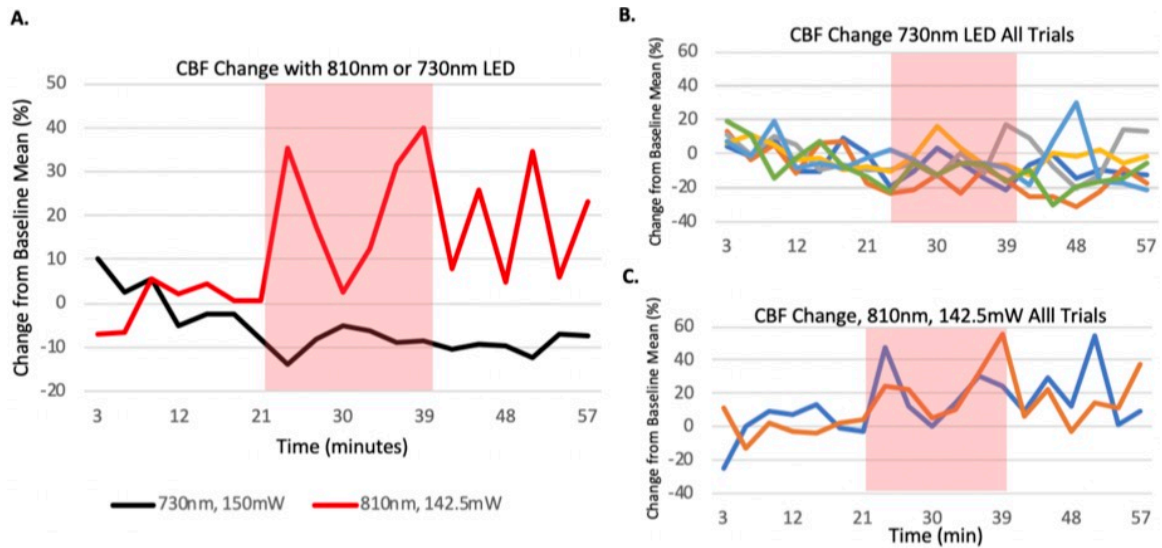 A.
CBF Change with 810nm or 730nm LED
Change from Baseline Mean (%)
50
40
30
20
10
0
-10
-20
3 12 21 30 39 48 57
Time (minutes)
730nm, 150mW 810nm, 142.5mW
B.
CBF Change 730nm LED All Trials
Change from Baseline Mean (%)
60
40
20
0
-20
-40
3 12 21 30 39 48 57
C.
CBF Change, 810nm, 142.5mW Alll Trials
Change from Baseline Mean (%)
60
40
20
0
-20
-40
3 12 21 30 39 48 57
Time (min)